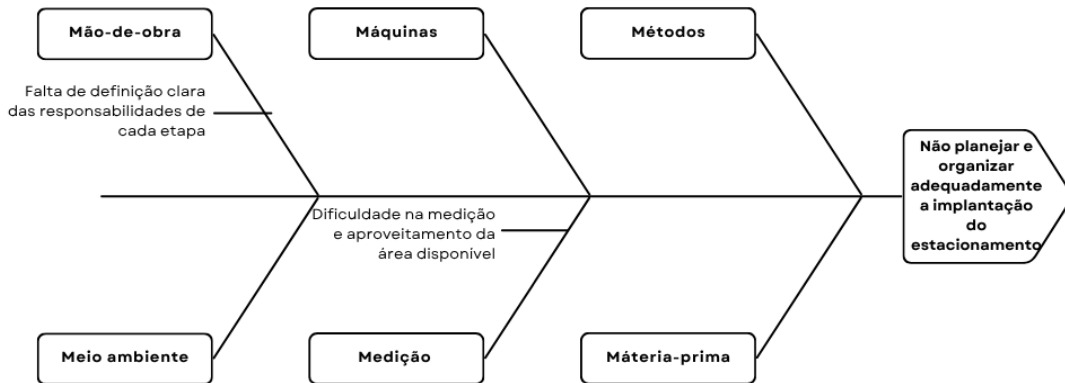 Mão-de-obra
Máquinas
Métodos
Falta de definição clara
das responsabilidades de
cada etapa
Não planejar e
organizar
adequadamente
a implantação
do
estacionamento
Dificuldade na medição
e aproveitamento da
área disponível
Meio ambiente
Medição
Máteria-prima